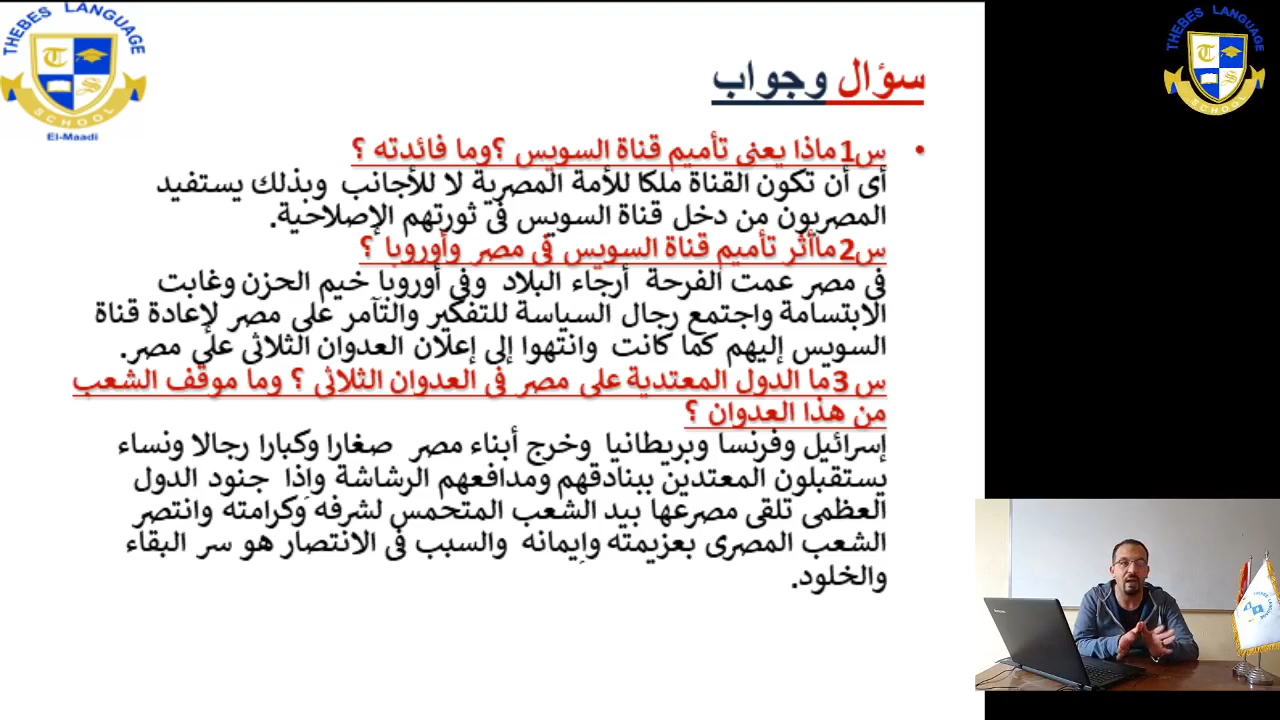 THEBES LANGUAGE
SCHOOL
El-Maadi
سؤال وجواب
• س1ماذا يعنى تأميم قناة السويس ؟وما فائدته ؟
أى أن تكون القناة ملكا للأمة المصرية لا للأجانب وبذلك يستفيد
المصريون من دخل قناة السويس فى ثورتهم الإصلاحية.
س2ماأثر تأميم قناة السويس فى مصر وأوروبا ؟
فى مصر عمت الفرحة أرجاء البلاد وفى أوروبا خيم الحزن وغابت
الابتسامة واجتمع رجال السياسة للتفكير والتآمر على مصر لإعادة قناة
السويس إليهم كما كانت وانتهوا إلى إعلان العدوان الثلاثى على مصر.
س3ما الدول المعتدية على مصر فى العدوان الثلاثى ؟ وما موقف الشعب
من هذا العدوان ؟
إسرائيل وفرنسا وبريطانيا وخرج أبناء مصر صغارا وكبارا رجالا ونساء
يستقبلون المعتدين ببنادقهم ومدافعهم الرشاشة وإذا جنود الدول
العظمى تلقى مصرعها بيد الشعب المتحمس لشرفه وكرامته وانتصر
الشعب المصرى بعزيمته وإيمانه والسبب فى الانتصار هو سر البقاء
والخلود.
THEBES LANGUAGE
SCHOOL